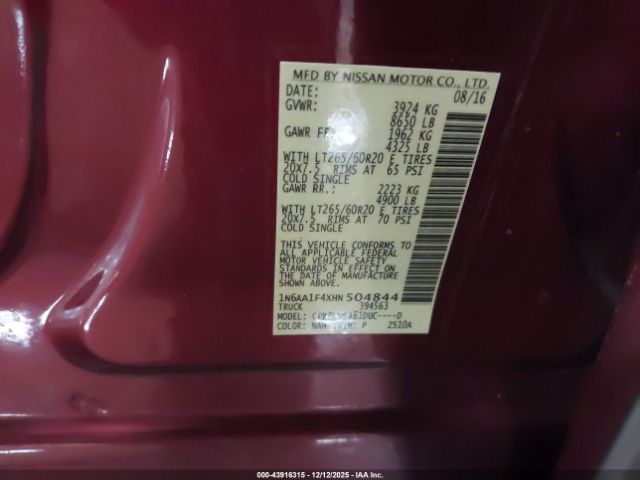 MFD BY NISSAN MOTOR CO., LTD.
DATE: 08/16
GVWR: 3924 KG
8650 LB
GAWR FR 1962 KG
4325 LB
WITH LT265/60R20 E TIRES
20x7.5 RIMS AT 65 PSI
COLD SINGLE
GAWR RR.: 2223 KG
4900 LB
WITH LT265/60R20 E TIRES
20x7.5 RIMS AT 70 PSI
COLD SINGLE
THIS VEHICLE CONFORMS TO
ALL APPLICABLE FEDERAL
MOTOR VEHICLE SAFETY
STANDARDS IN EFFECT ON
THE DATE OF MANUFACTURE
SHOWN ABOVE.
1N6AA1F4XHN504844
TRUCK 394563
MODEL:
COLOR: NAH TRIM: P ZS10A
000-43916315 - 12/12/2025 - IAA Inc.